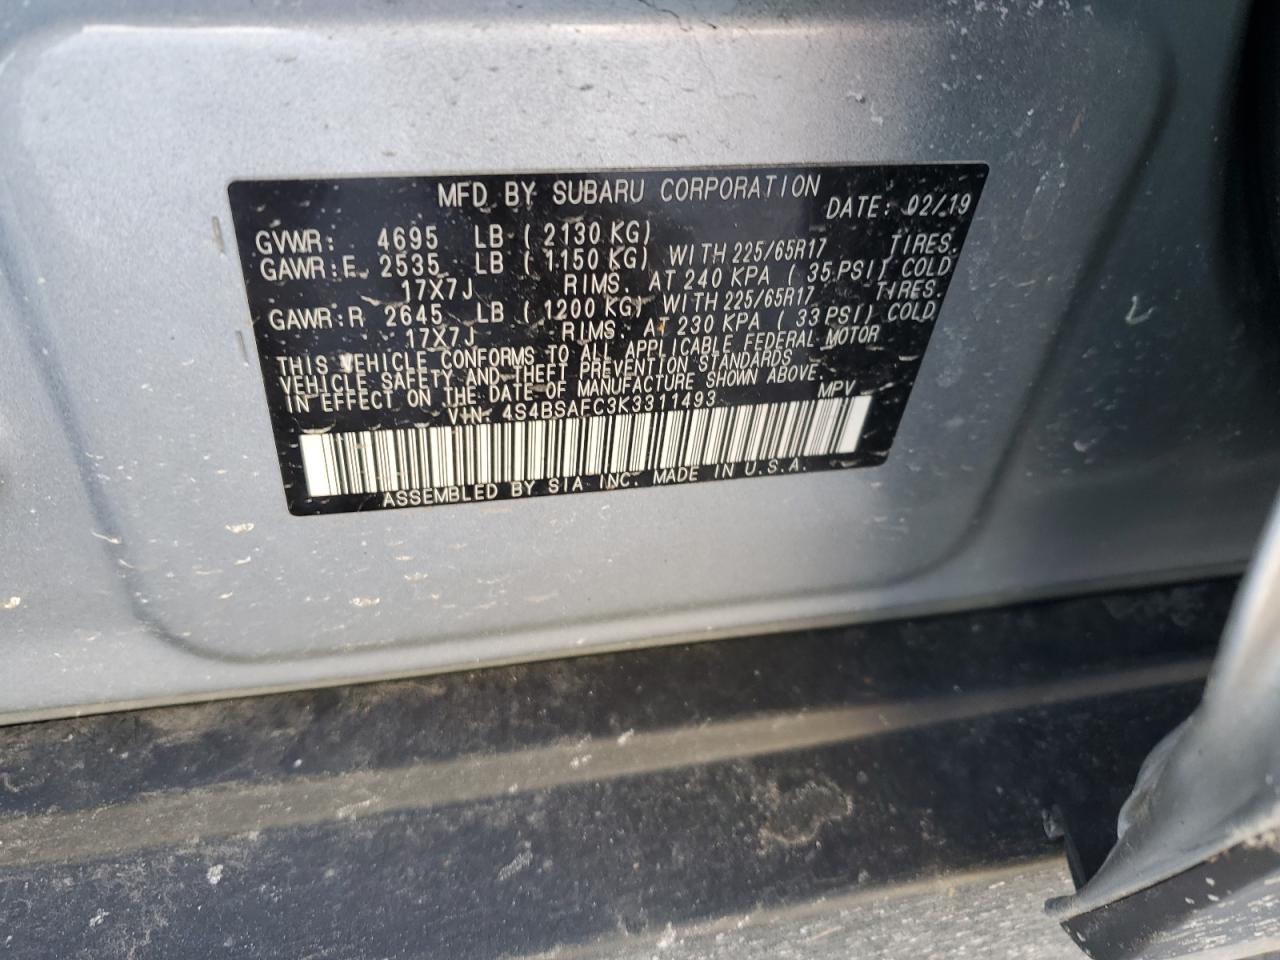 MFD BY SUBARU CORPORATION DATE: 02/19
GVWR: 4695 LB ( 2130 KG)
GAWR:F 2535 LB ( 1150 KG) WITH 225/65R17 TIRES.
17X7J RIMS. AT 240 KPA ( 35 PSI) COLD
GAWR:R 2645 LB ( 1200 KG) WITH 225/65R17 TIRES.
17X7J RIMS. AT 230 KPA ( 33 PSI) COLD.
THIS VEHICLE CONFORMS TO ALL APPLICABLE FEDERAL MOTOR
VEHICLE SAFETY AND THEFT PREVENTION STANDARDS
IN EFFECT ON THE DATE OF MANUFACTURE SHOWN ABOVE
VIN: 4S4BSAFC3K3311493 MPV
ASSEMBLED BY SIA INC. MADE IN U.S.A.